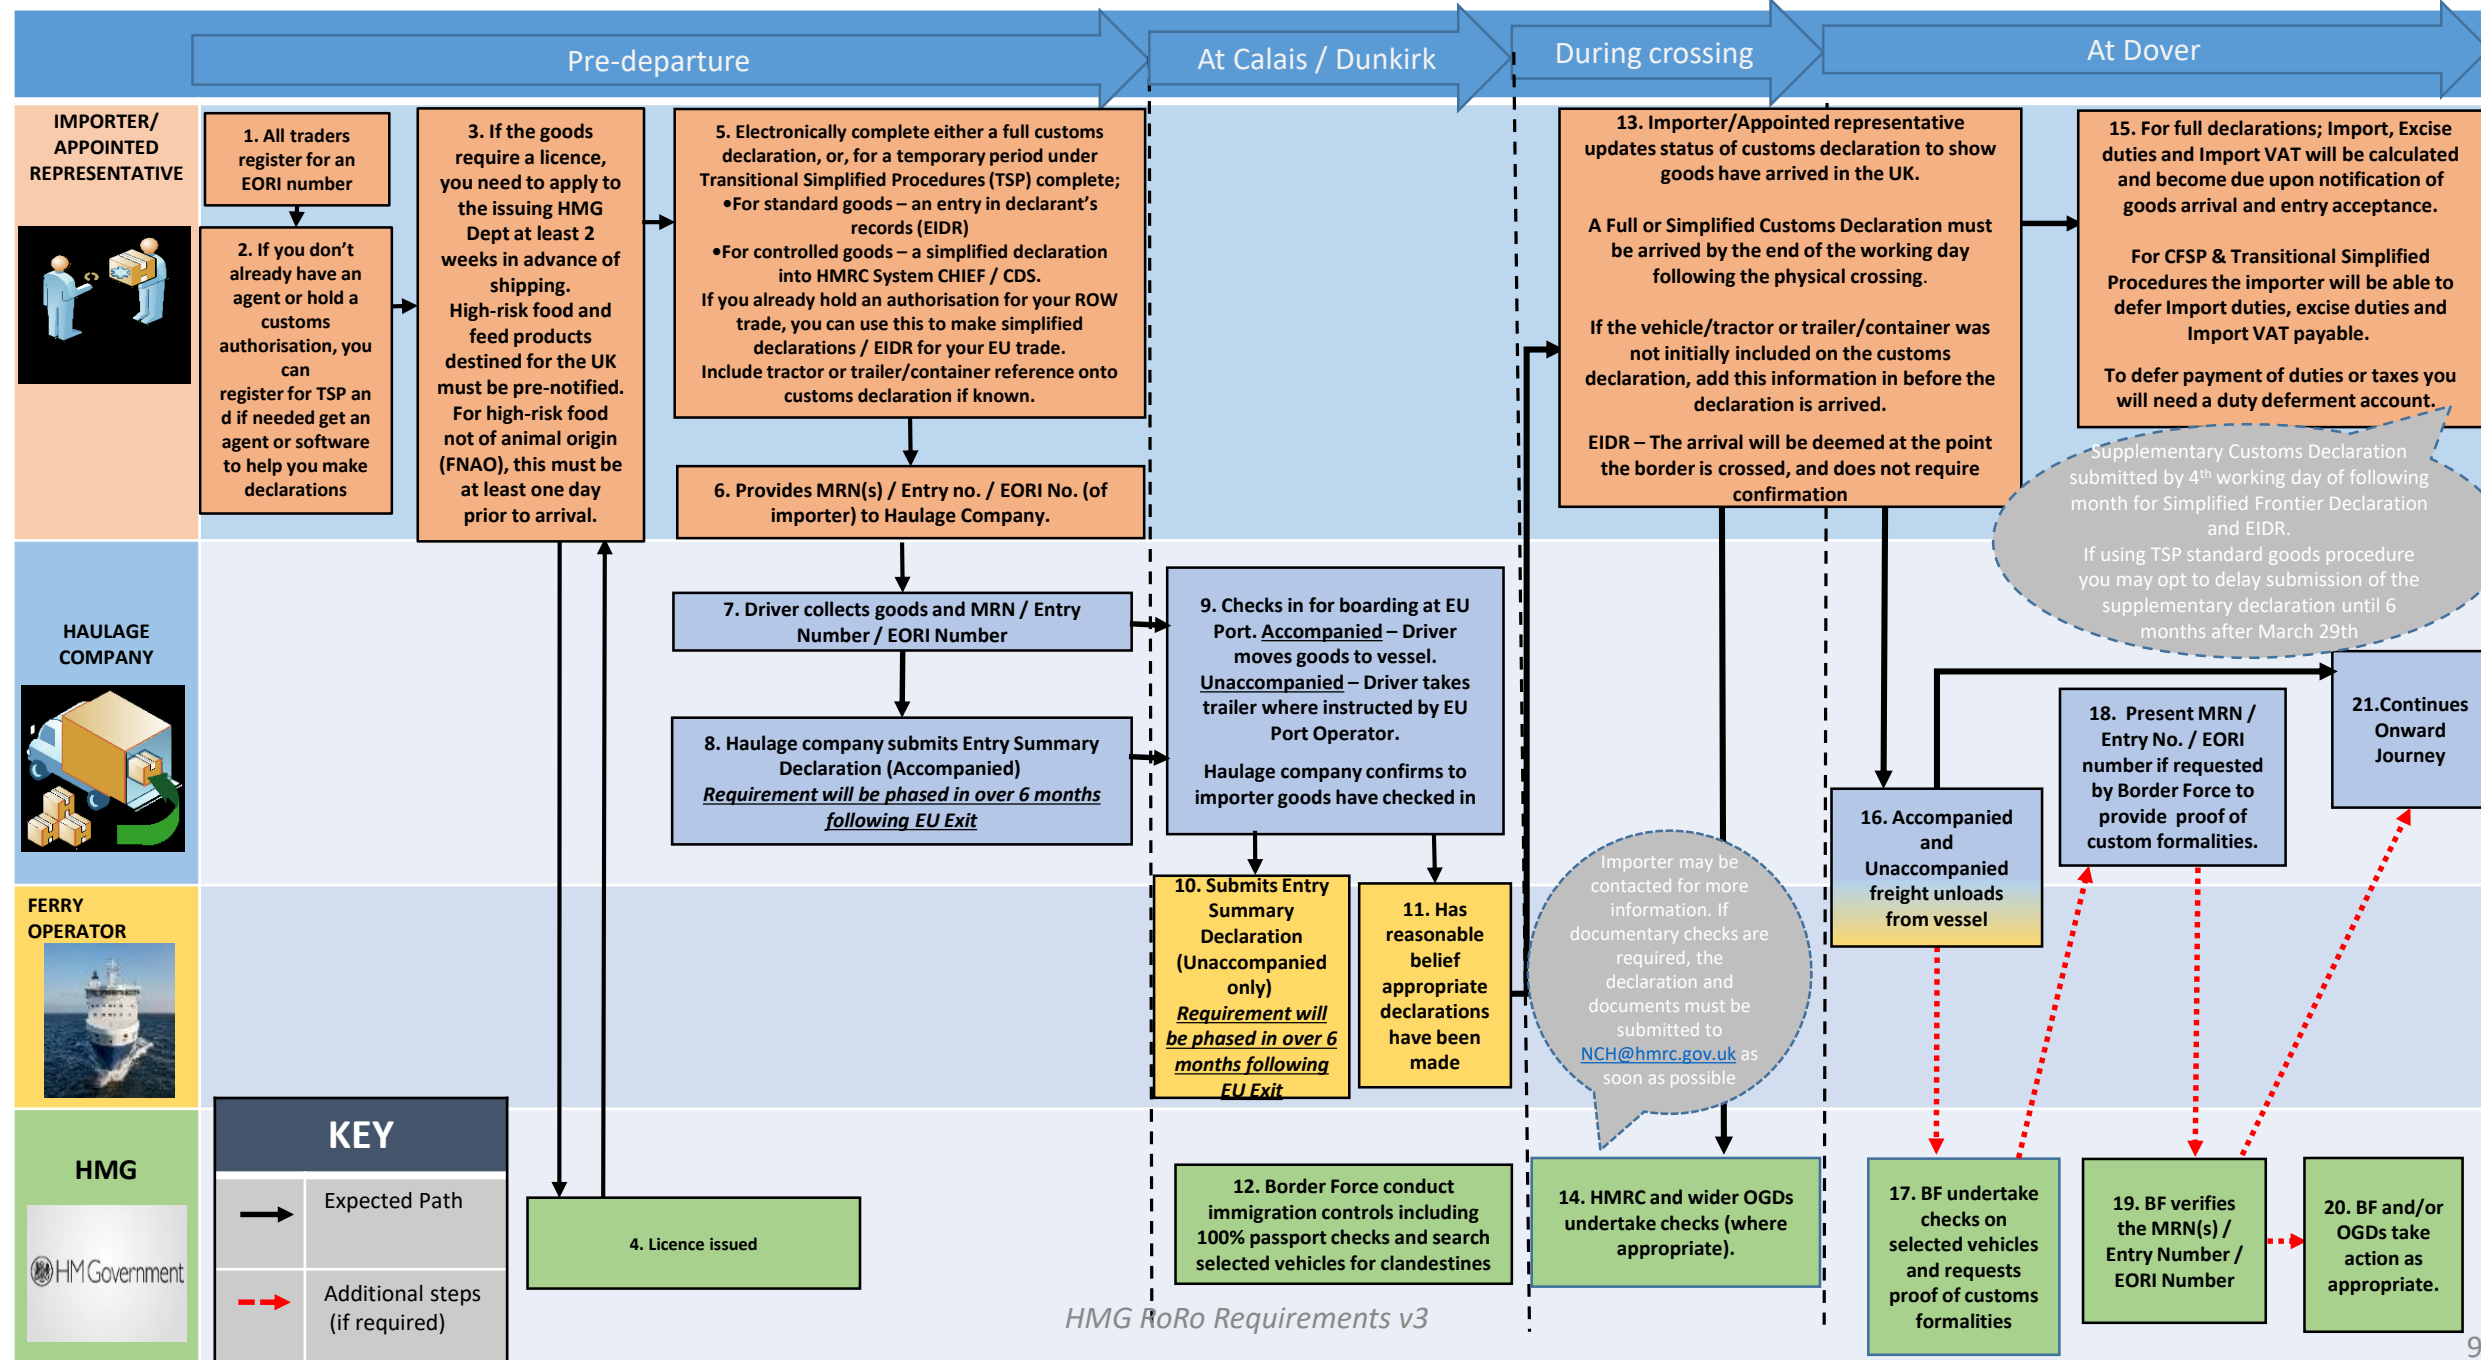 Pre-departure
At Calais / Dunkirk
During crossing
At Dover
IMPORTER/
APPOINTED
REPRESENTATIVE
1. All traders
register for an
EORI number
2. If you don't
already have an
agent or hold a
customs
authorisation, you
can
register for TSP an
d if needed get an
agent or software
to help you make
declarations
3. If the goods
require a licence,
you need to apply to
the issuing HMG
Dept at least 2
weeks in advance of
shipping.
High-risk food and
feed products
destined for the UK
must be pre-notified.
For high-risk food
not of animal origin
(FNAO), this must be
at least one day
prior to arrival.
5. Electronically complete either a full customs
declaration, or, for a temporary period under
Transitional Simplified Procedures (TSP) complete;
•For standard goods – an entry in declarant's
records (EIDR)
•For controlled goods – a simplified declaration
into HMRC System CHIEF / CDS.
If you already hold an authorisation for your ROW
trade, you can use this to make simplified
declarations / EIDR for your EU trade.
Include tractor or trailer/container reference onto
customs declaration if known.
6. Provides MRN(s) / Entry no. / EORI No. (of
importer) to Haulage Company.
13. Importer/Appointed representative
updates status of customs declaration to show
goods have arrived in the UK.
A Full or Simplified Customs Declaration must
be arrived by the end of the working day
following the physical crossing.
If the vehicle/tractor or trailer/container was
not initially included on the customs
declaration, add this information in before the
declaration is arrived.
EIDR – The arrival will be deemed at the point
the border is crossed, and does not require
confirmation
15. For full declarations; Import, Excise
duties and Import VAT will be calculated
and become due upon notification of
goods arrival and entry acceptance.
For CFSP & Transitional Simplified
Procedures the importer will be able to
defer Import duties, excise duties and
Import VAT payable.
To defer payment of duties or taxes you
will need a duty deferment account.
Supplementary Customs Declaration
submitted by 4th working day of following
month for Simplified Frontier Declaration
and EIDR.
If using TSP standard goods procedure
you may opt to delay submission of the
supplementary declaration until 6
months after March 29th
HAULAGE
COMPANY
7. Driver collects goods and MRN / Entry
Number / EORI Number
8. Haulage company submits Entry Summary
Declaration (Accompanied)
Requirement will be phased in over 6 months
following EU Exit
9. Checks in for boarding at EU
Port. Accompanied – Driver
moves goods to vessel.
Unaccompanied – Driver takes
trailer where instructed by EU
Port Operator.
Haulage company confirms to
importer goods have checked in
16. Accompanied
and
Unaccompanied
freight unloads
from vessel
18. Present MRN /
Entry No. / EORI
number if requested
by Border Force to
provide proof of
custom formalities.
21.Continues
Onward
Journey
FERRY
OPERATOR
10. Submits Entry
Summary
Declaration
(Unaccompanied
only)
Requirement will
be phased in over 6
months following
EU Exit
11. Has
reasonable
belief
appropriate
declarations
have been
made
Importer may be
contacted for more
information. If
documentary checks are
required, the
declaration and
documents must be
submitted to
NCH@hmrc.gov.uk as
soon as possible
HMG
HM Government
KEY
Expected Path
Additional steps
(if required)
4. Licence issued
12. Border Force conduct
immigration controls including
100% passport checks and search
selected vehicles for clandestines
14. HMRC and wider OGDs
undertake checks (where
appropriate).
17. BF undertake
checks on
selected vehicles
and requests
proof of customs
formalities
19. BF verifies
the MRN(s) /
Entry Number /
EORI Number
20. BF and/or
OGDs take
action as
appropriate.
HMG RoRo Requirements v3
9